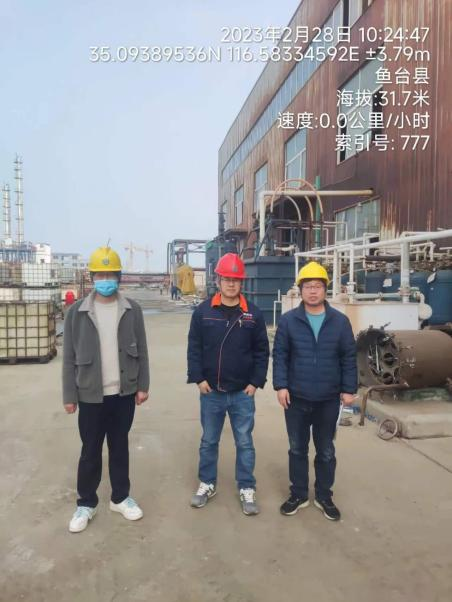 2023年2月28日 10:24:47
35.09389536N 116.58334592E ±3.79m
鱼台县
海拔:31.7米
速度:0.0公里/小时
索引号: 777